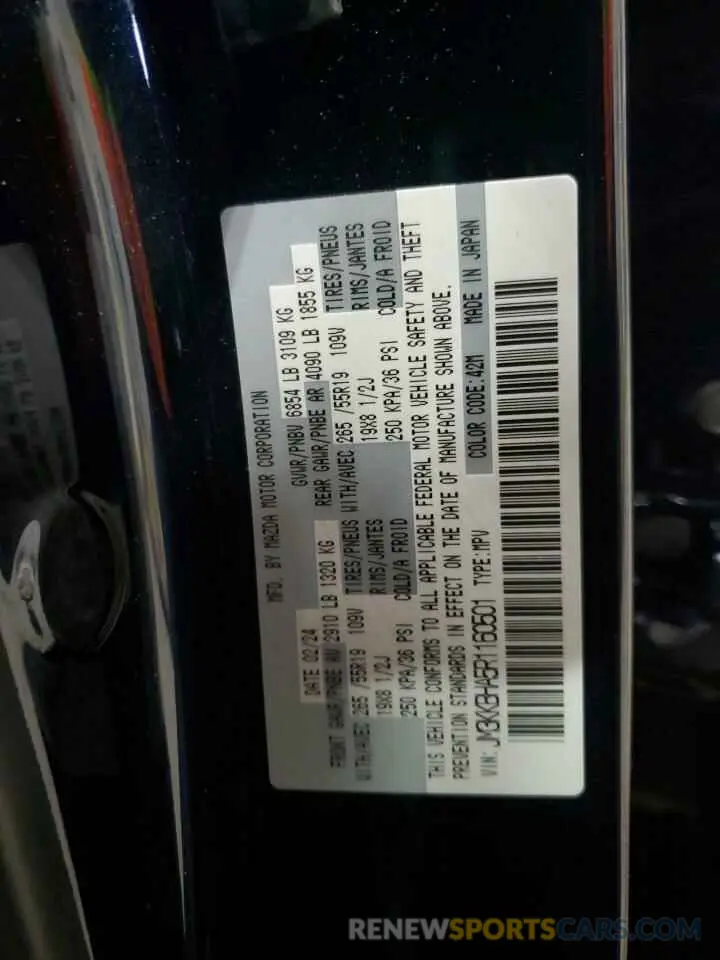 MFD. BY MAZDA MOTOR CORPORATION
DATE 02/24 GVWR/PNBV 6854 LB 3109 KG
FRONT GAWR/PNBE AV 2910 LB 1320 KG REAR GAWR/PNBE AR 4090 LB 1855 KG
WITH/AVEC 265 /55R19 109V TIRES/PNEUS WITH/AVEC 265 /55R19 109V TIRES/PNEUS
19X8 1/2J RIMS/JANTES 19X8 1/2J RIMS/JANTES
250 KPA/36 PSI COLD/A FROID 250 KPA/36 PSI COLD/A FROID
THIS VEHICLE CONFORMS TO ALL APPLICABLE FEDERAL MOTOR VEHICLE SAFETY AND THEFT
PREVENTION STANDARDS IN EFFECT ON THE DATE OF MANUFACTURE SHOWN ABOVE.
VIN: JM3KKBHA5R1160501 TYPE:MPV COLOR CODE:42M MADE IN JAPAN
RENEWSPORTSCARS.COM